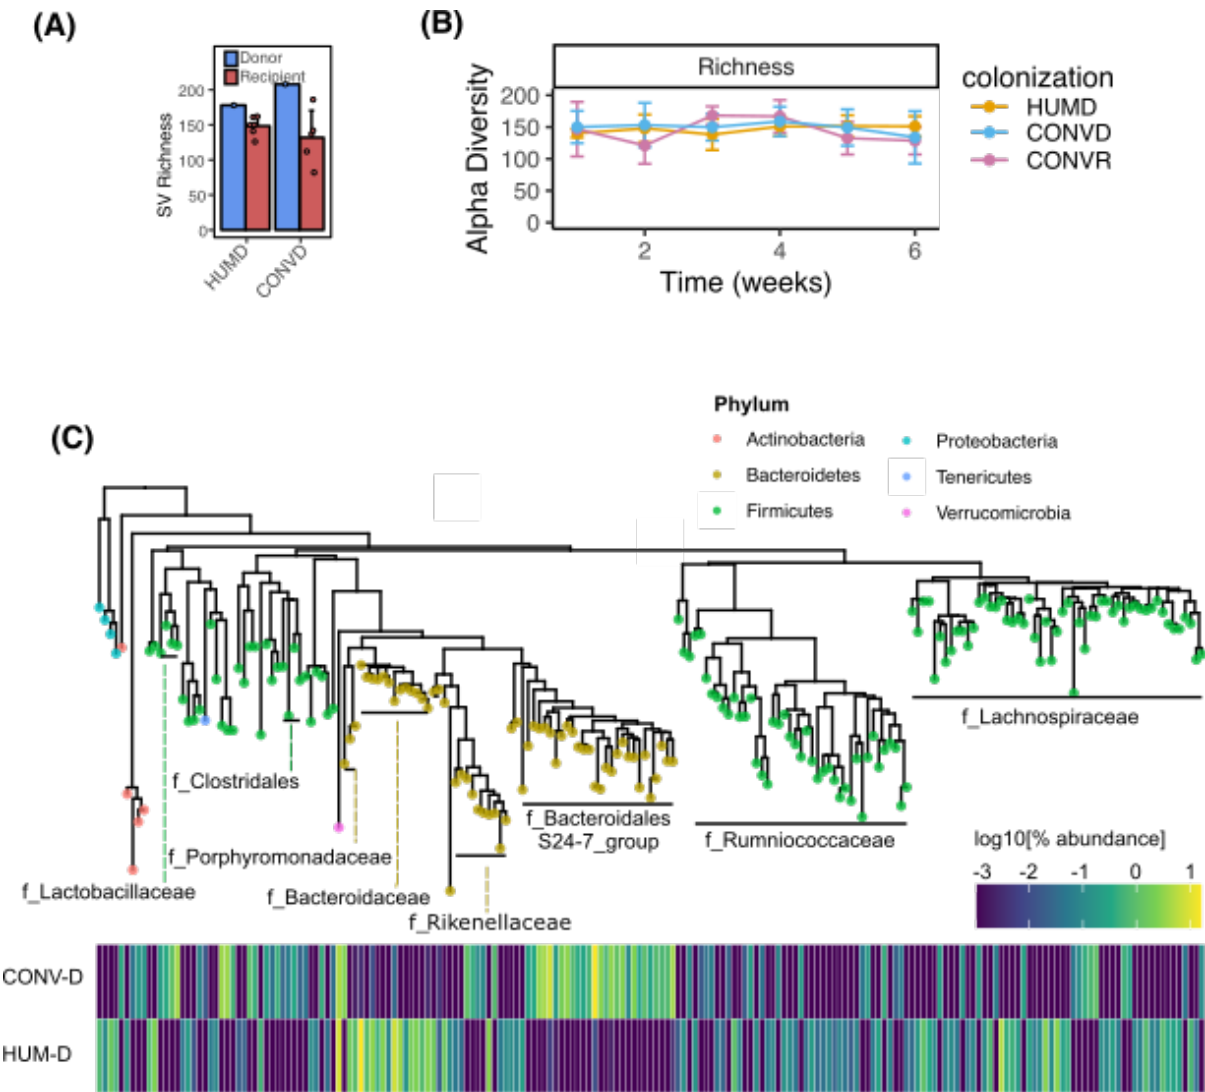 (A)
Donor
Recipient
SV Richness
200
150
100
50
0
HUMD
CONVD
(B)
Richness
Alpha Diversity
200
150
100
50
0
2
4
6
Time (weeks)
colonization
HUMD
CONVD
CONVR
(C)
Phylum
Actinobacteria
Bacteroidetes
Firmicutes
Proteobacteria
Tenericutes
Verrucomicrobia
f_Lachnospiraceae
f_Clostridales
f_Bacteroidales
S24-7_group
f_Rumniococcaceae
f_Porphyromonadaceae
f_Lactobacillaceae
f_Bacteroidaceae
f_Rikenellaceae
log10[% abundance]
-3 -2 -1 0 1
CONV-D
HUM-D